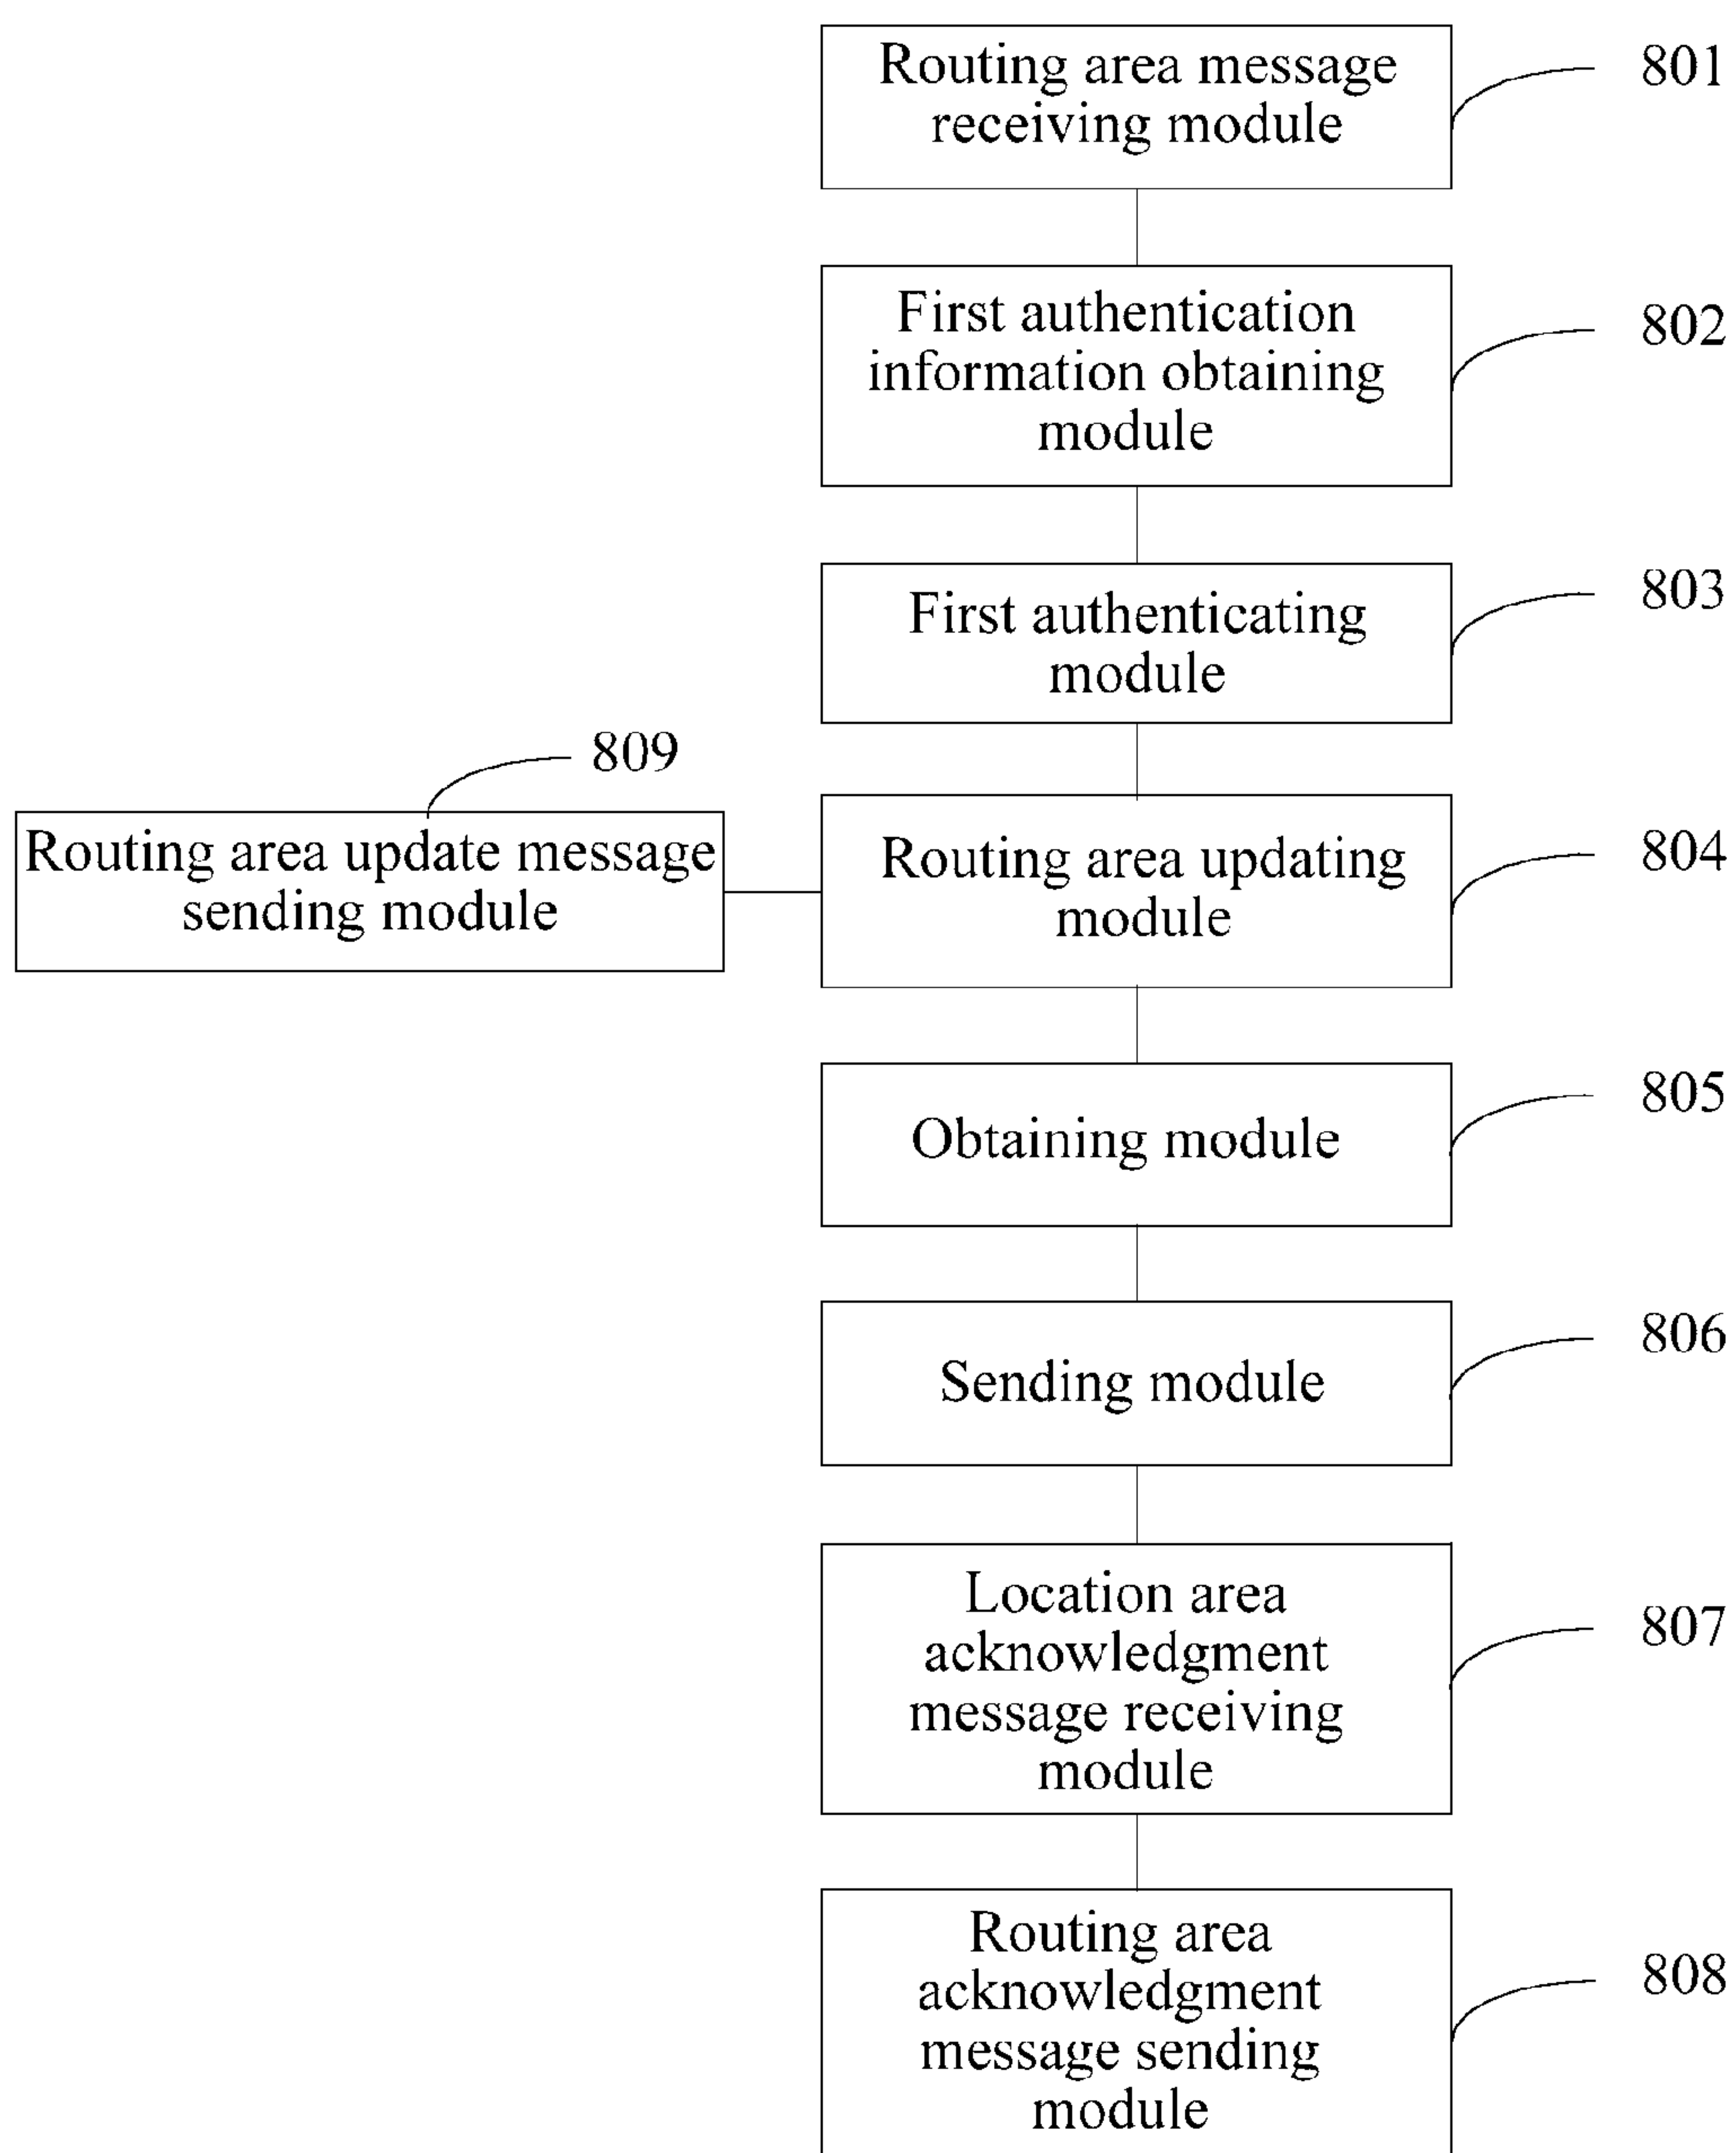 Routing area message
receiving module
801
First authentication
information obtaining
module
802
First authenticating
module
803
809
Routing area update message
sending module
Routing area updating
module
804
Obtaining module
805
Sending module
806
Location area
acknowledgment
message receiving
module
807
Routing area
acknowledgment
message sending
module
808